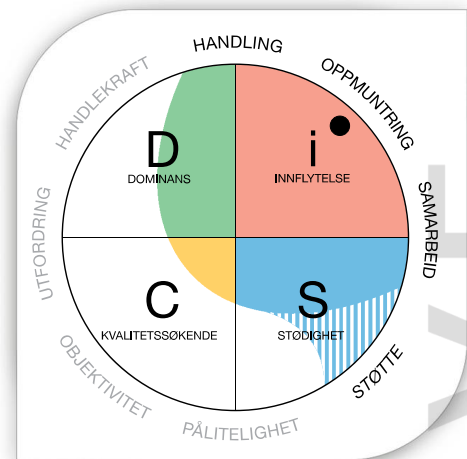 HANDLING
OPPMUNTRING
SAMARBEID
STØTTE
PÅLITELIGHET
OBJEKTIVITET
UTFORDRING
HANDLEKRAFT
D
DOMINANS
i
INNFLYTELSE
C
KVALITETSSØKENDE
S
STØDIGHET